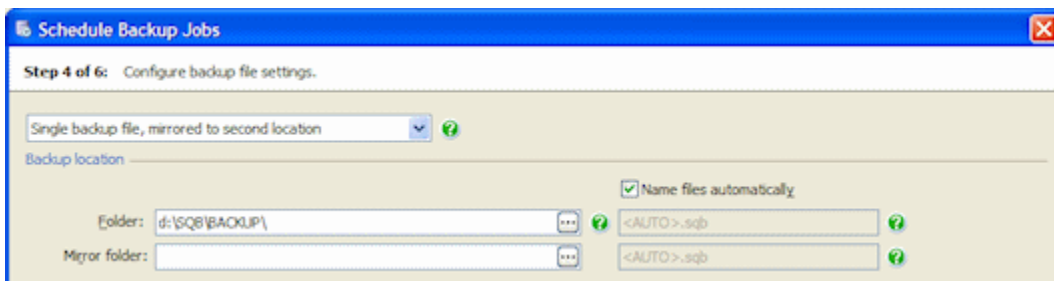 Schedule Backup Jobs
Step 4 of 6: Configure backup file settings.
Single backup file, mirrored to second location
Backup location
Name files automatically
Folder: d:\SQB\BACKUP\ <AUTO>.sqb
Mirror folder: <AUTO>.sqb